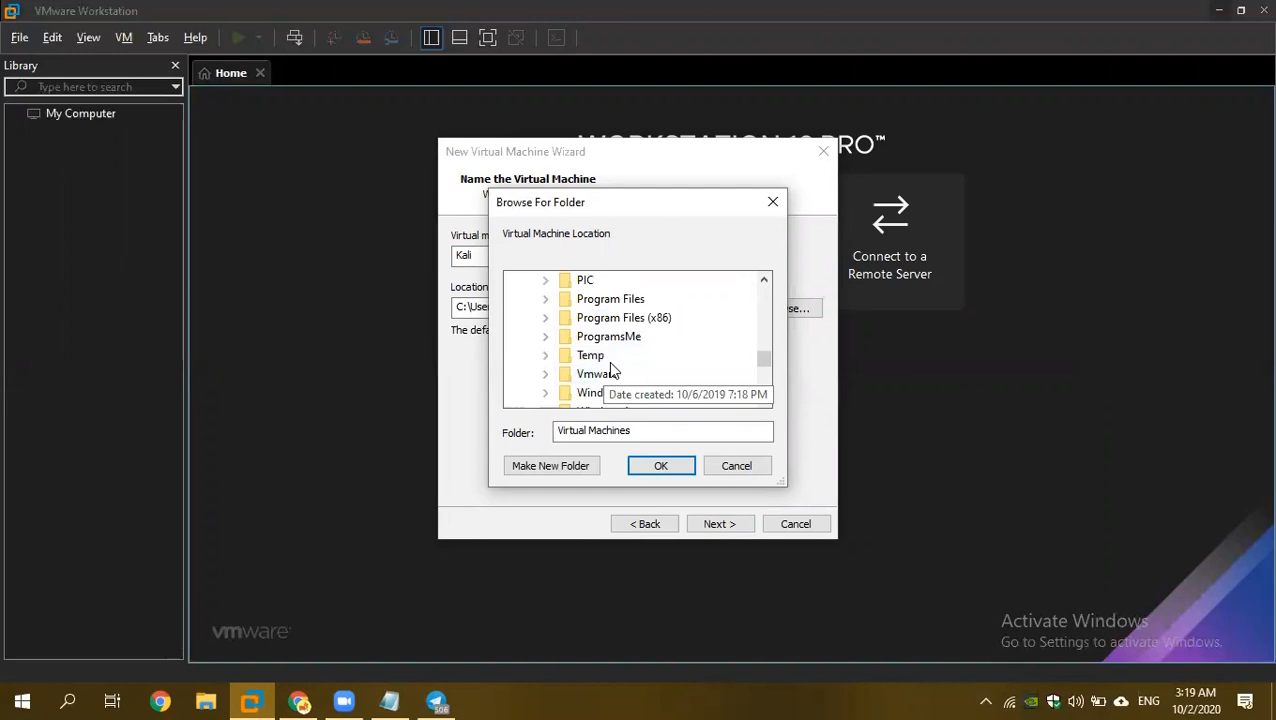 VMware Workstation
File Edit View VM Tabs Help
Library
Type here to search
My Computer
Home
PRO™
New Virtual Machine Wizard
Name the Virtual Machine
Virtual m
Kali
Location
C:\Use
The defa
Browse For Folder
Virtual Machine Location
PIC
Program Files
Program Files (x86)
ProgramsMe
Temp
Vmwa
Wind
Date created: 10/6/2019 7:18 PM
Folder: Virtual Machines
Make New Folder OK Cancel
< Back Next > Cancel
Connect to a
Remote Server
vmware
Activate Windows
Go to Settings to activate Windows.
506
ENG
3:19 AM
10/2/2020